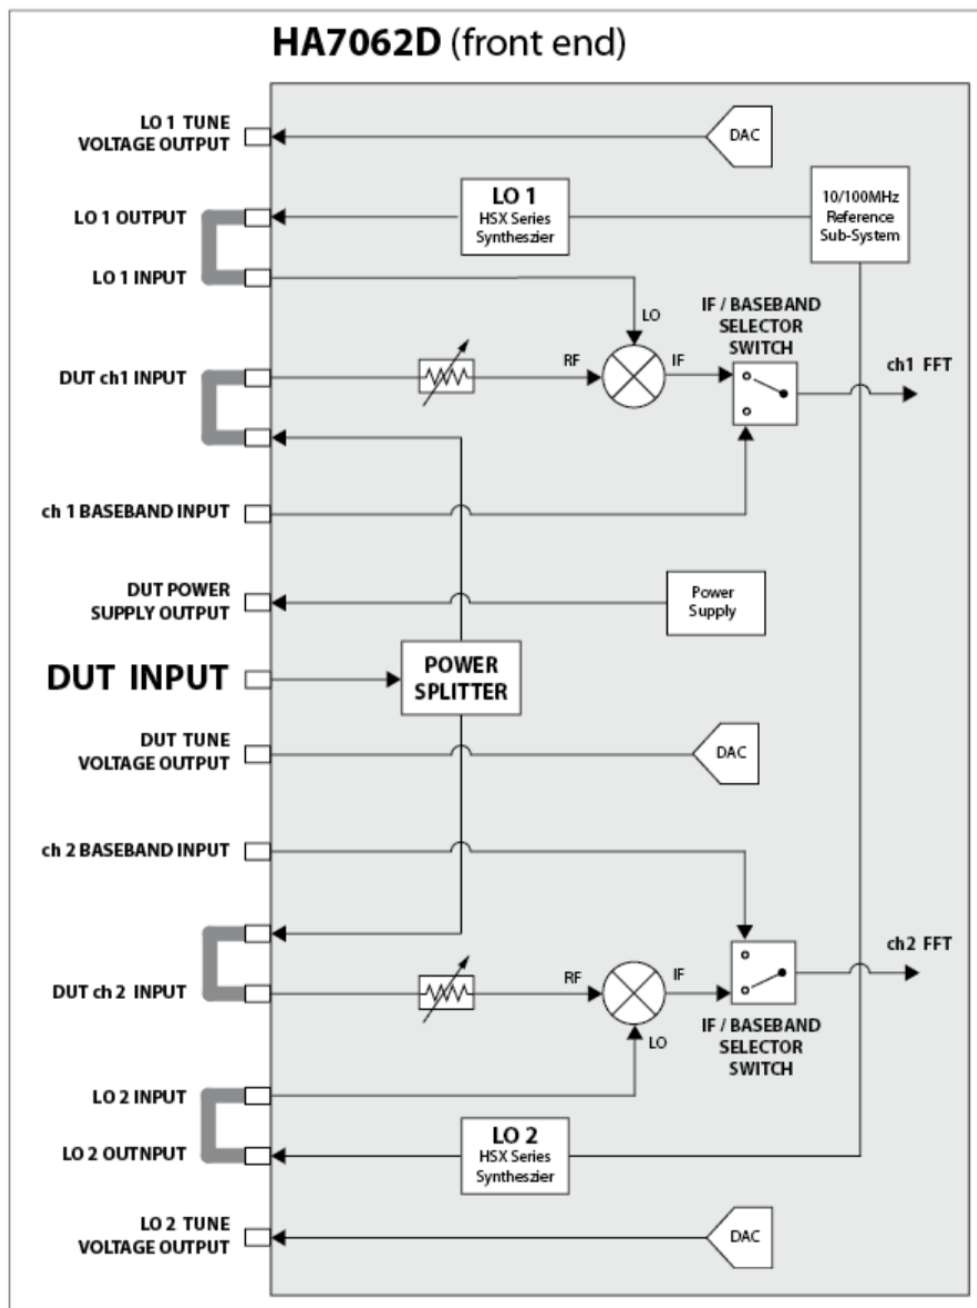 HA7062D (front end)
LO 1 TUNE
VOLTAGE OUTPUT
DAC
LO 1 OUTPUT
LO 1
HSX Series
Syntheszier
10/100MHz
Reference
Sub-System
LO 1 INPUT
LO
IF / BASEBAND
SELECTOR
SWITCH
DUT ch1 INPUT
RF
IF
ch1 FFT
ch 1 BASEBAND INPUT
DUT POWER
SUPPLY OUTPUT
Power
Supply
DUT INPUT
POWER
SPLITTER
DUT TUNE
VOLTAGE OUTPUT
DAC
ch 2 BASEBAND INPUT
ch2 FFT
DUT ch 2 INPUT
RF
IF
LO
IF / BASEBAND
SELECTOR
SWITCH
LO 2 INPUT
LO 2 OUTNPUT
LO 2
HSX Series
Syntheszier
LO 2 TUNE
VOLTAGE OUTPUT
DAC